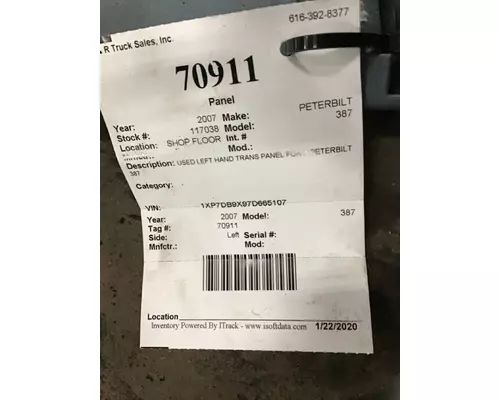 R Truck Sales, Inc. 616-392-8377
70911
Panel
Year: 2007 Make: PETERBILT
Stock #: 117038 Model: 387
Location: SHOP FLOOR Int. #
Mod.:
Description: USED LEFT HAND TRANS PANEL PETERBILT
387
Category:
VIN: 1XP7DB9X97D665107
Year: 2007 Model: 387
Tag #: 70911
Side: Left Serial #:
Mnfctr.: Mod:
Location
Inventory Powered By ITrack - www.isoftdata.com 1/22/2020